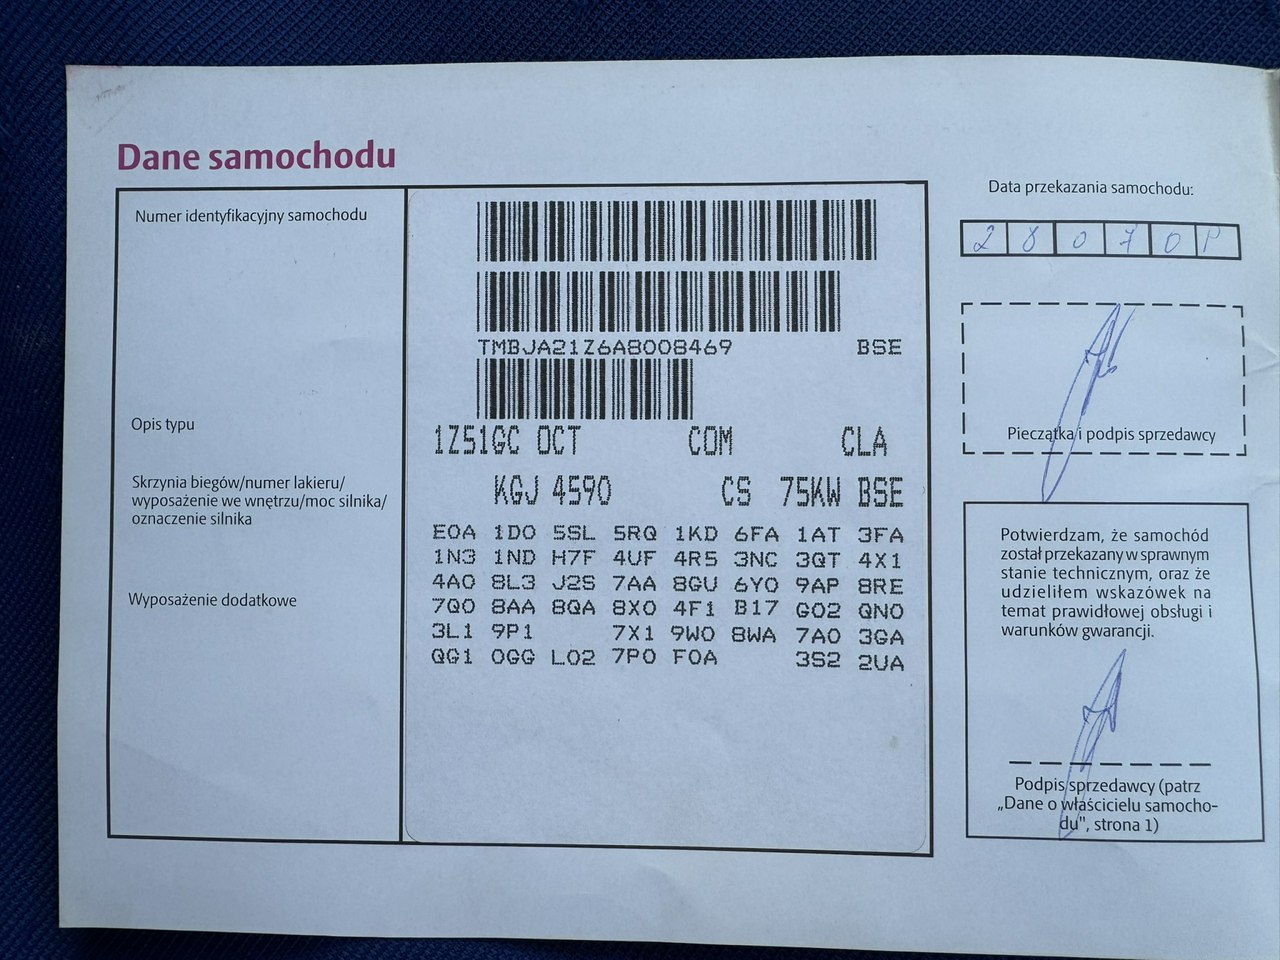 Dane samochodu
Numer identyfikacyjny samochodu
TMBJA21Z6A8008469 BSE
Opis typu
1Z51GC OCT COM CLA
Skrzynia biegów/numer lakieru/
wyposażenie we wnętrzu/moc silnika/
oznaczenie silnika
KGJ 4590 CS 75KW BSE
Wyposażenie dodatkowe
E0A 1D0 5SL 5RQ 1KD 6FA 1AT 3FA
1N3 1ND H7F 4UF 4R5 3NC 3QT 4X1
4A0 8L3 J2S 7AA 8GU 6Y0 9AP 8RE
7Q0 8AA 8QA 8X0 4F1 B17 G02 QN0
3L1 9P1 7X1 9W0 8WA 7A0 3GA
QG1 0GG L02 7P0 F0A 3S2 2UA
Data przekazania samochodu:
28070
Pieczątka i podpis sprzedawcy
Potwierdzam, że samochód
został przekazany w sprawnym
stanie technicznym, oraz że
udzieliłem wskazówek na
temat prawidłowej obsługi i
warunków gwarancji.
Podpis sprzedawcy (patrz
„Dane o właścicielu samocho-
du", strona 1)